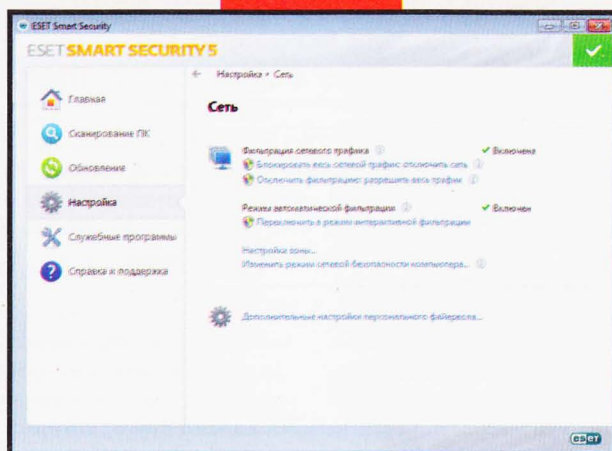 ESET Smart Security
ESET SMART SECURITY 5
Настройка > Сеть
Главная
Сканирование ПК
Обновление
Настройка
Служебные программы
Справка и поддержка
Сеть
Фильтрация сетевого трафика
Включена
Блокировать весь сетевой трафик: отключить сеть
Отключить фильтрацию: разрешить весь трафик
Режим автоматической фильтрации
Включен
Переключить в режим интерактивной фильтрации
Настройка зоны...
Изменить режим сетевой безопасности компьютера...
Дополнительные настройки персонального файервола...
eseт